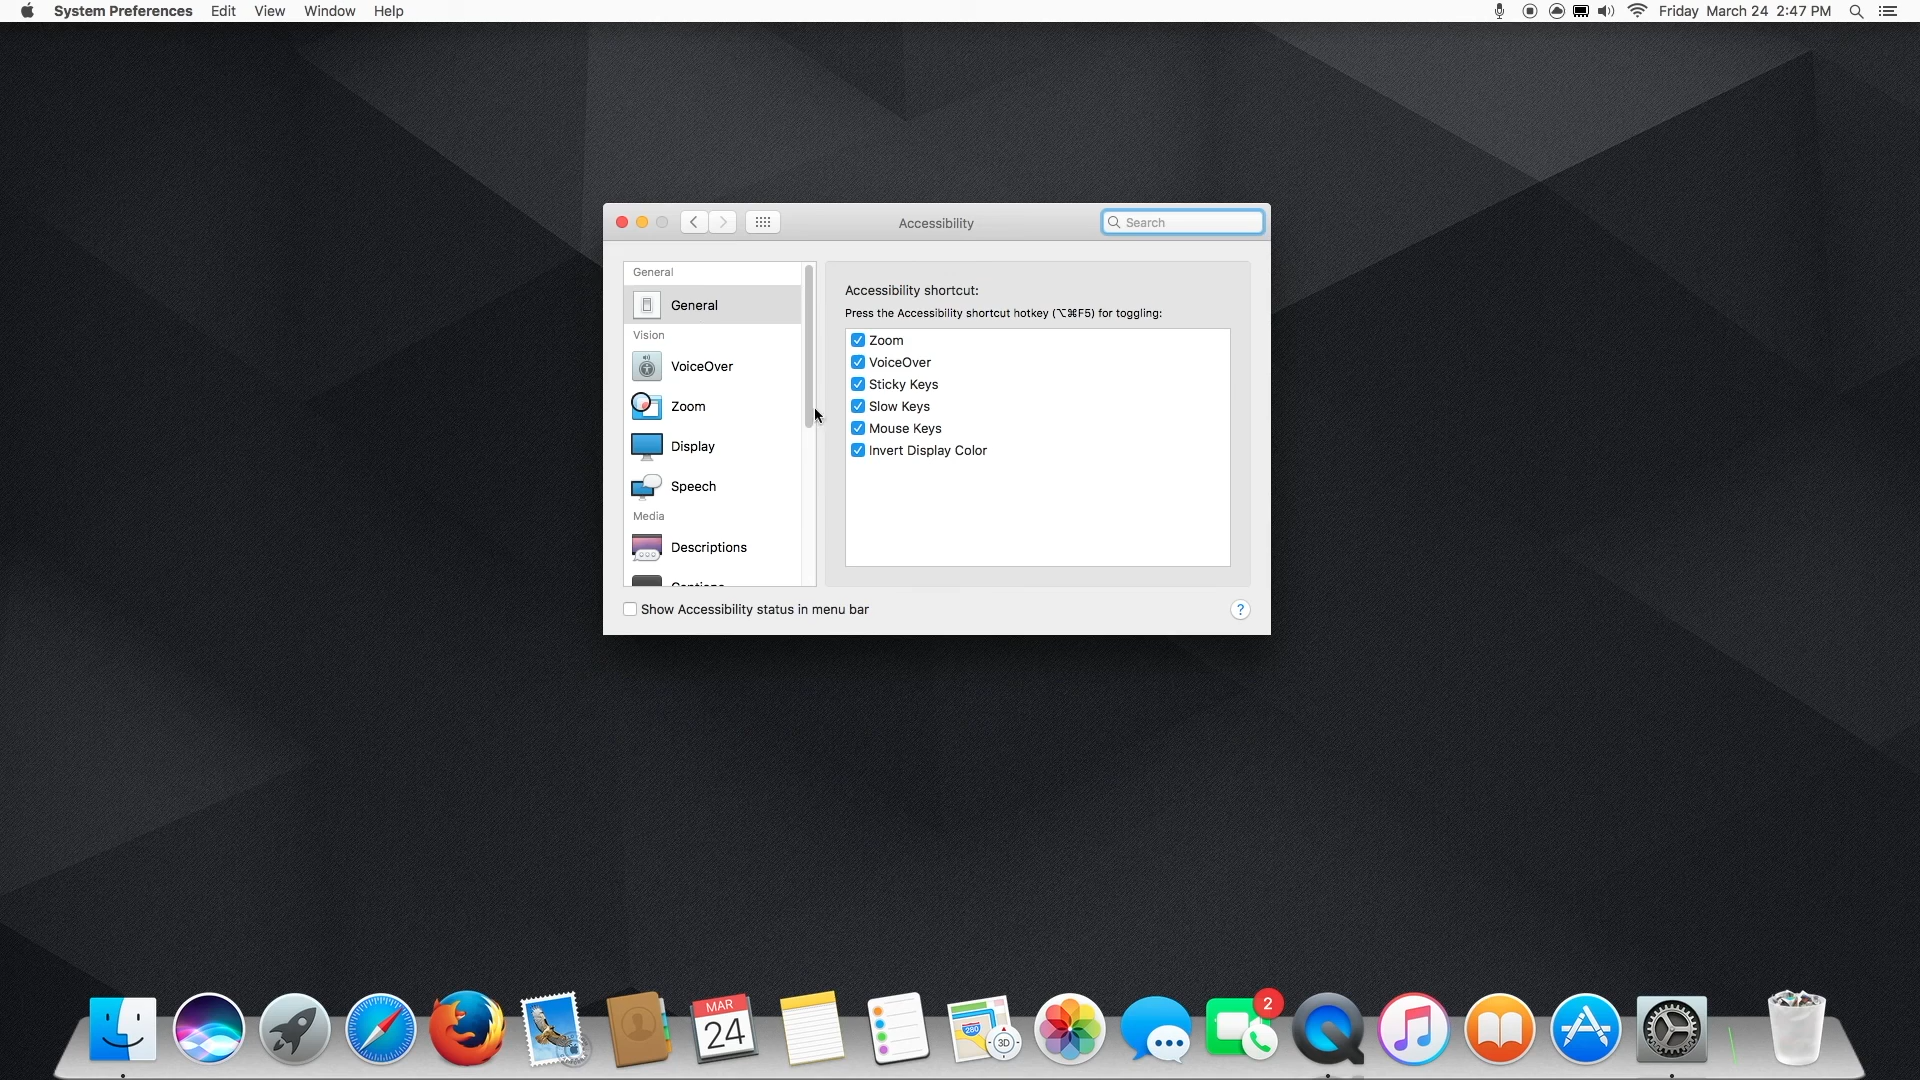 System Preferences Edit View Window Help
Friday March 24 2:47 PM
Accessibility
Search
General
General
Vision
VoiceOver
Zoom
Display
Speech
Media
Descriptions
Accessibility shortcut:
Press the Accessibility shortcut hotkey (⌥⌘F5) for toggling:
Zoom
VoiceOver
Sticky Keys
Slow Keys
Mouse Keys
Invert Display Color
Show Accessibility status in menu bar
?
MAR
24
280
3D
2